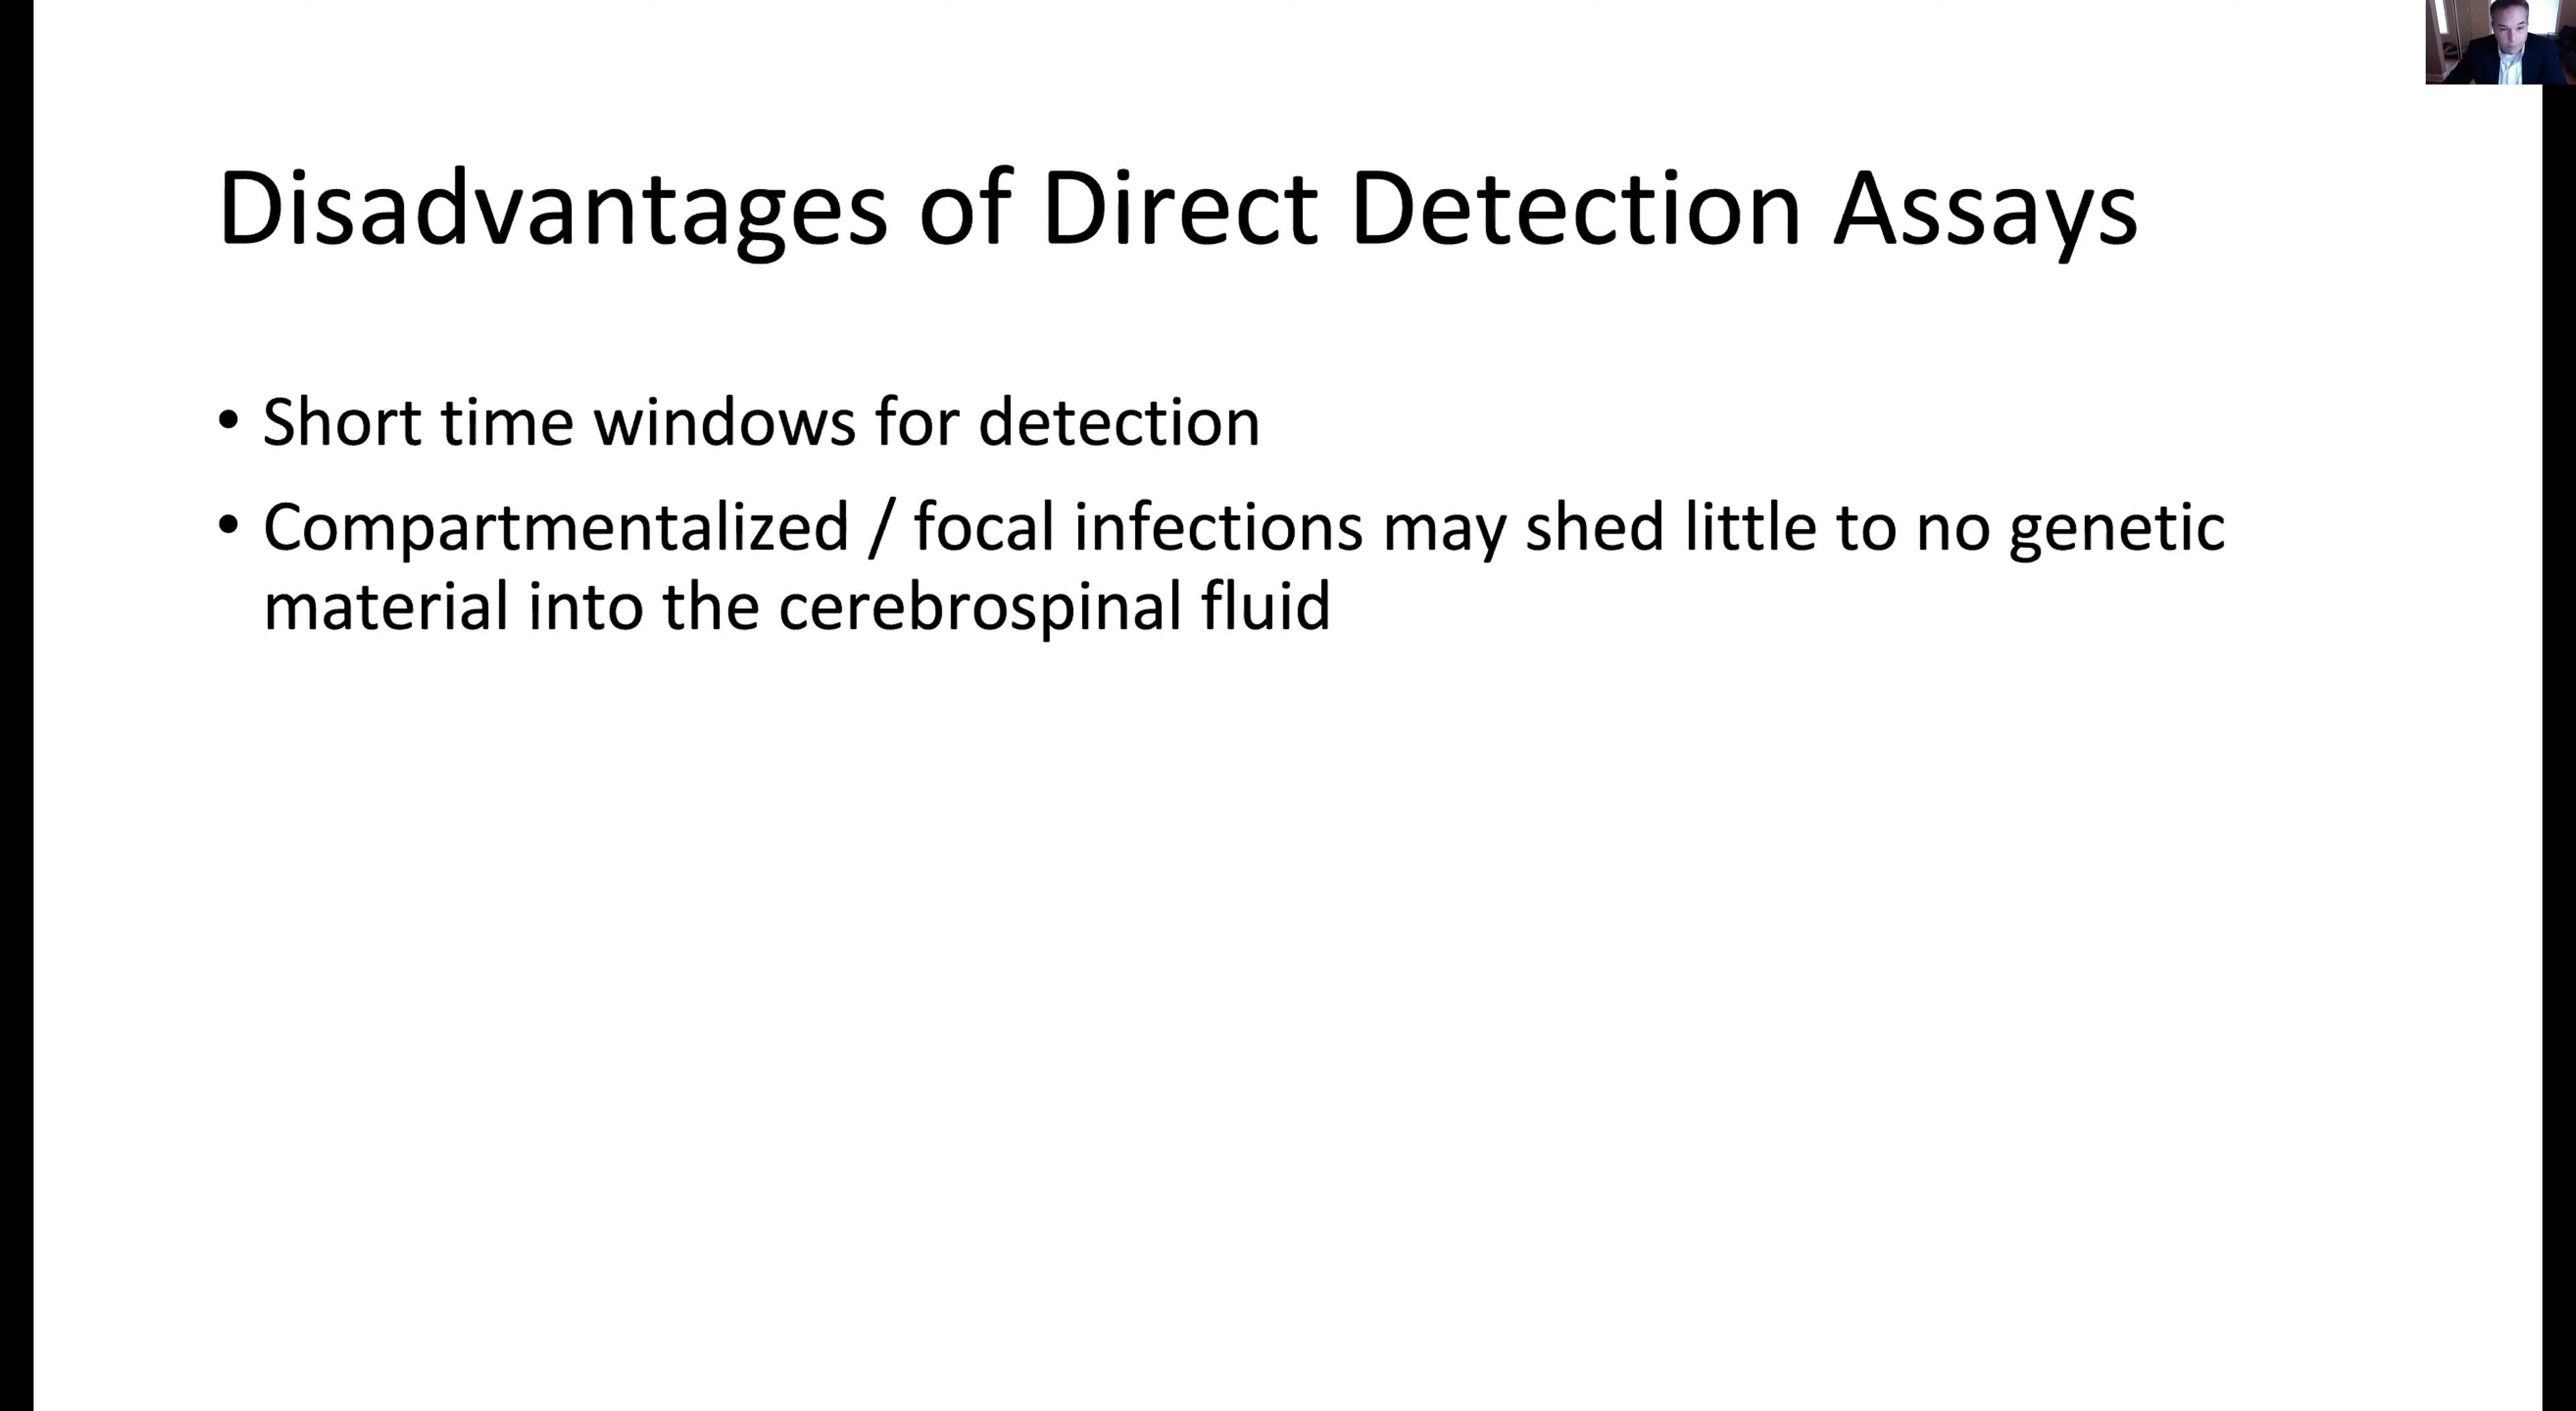 Disadvantages of Direct Detection Assays
• Short time windows for detection
• Compartmentalized / focal infections may shed little to no genetic
material into the cerebrospinal fluid